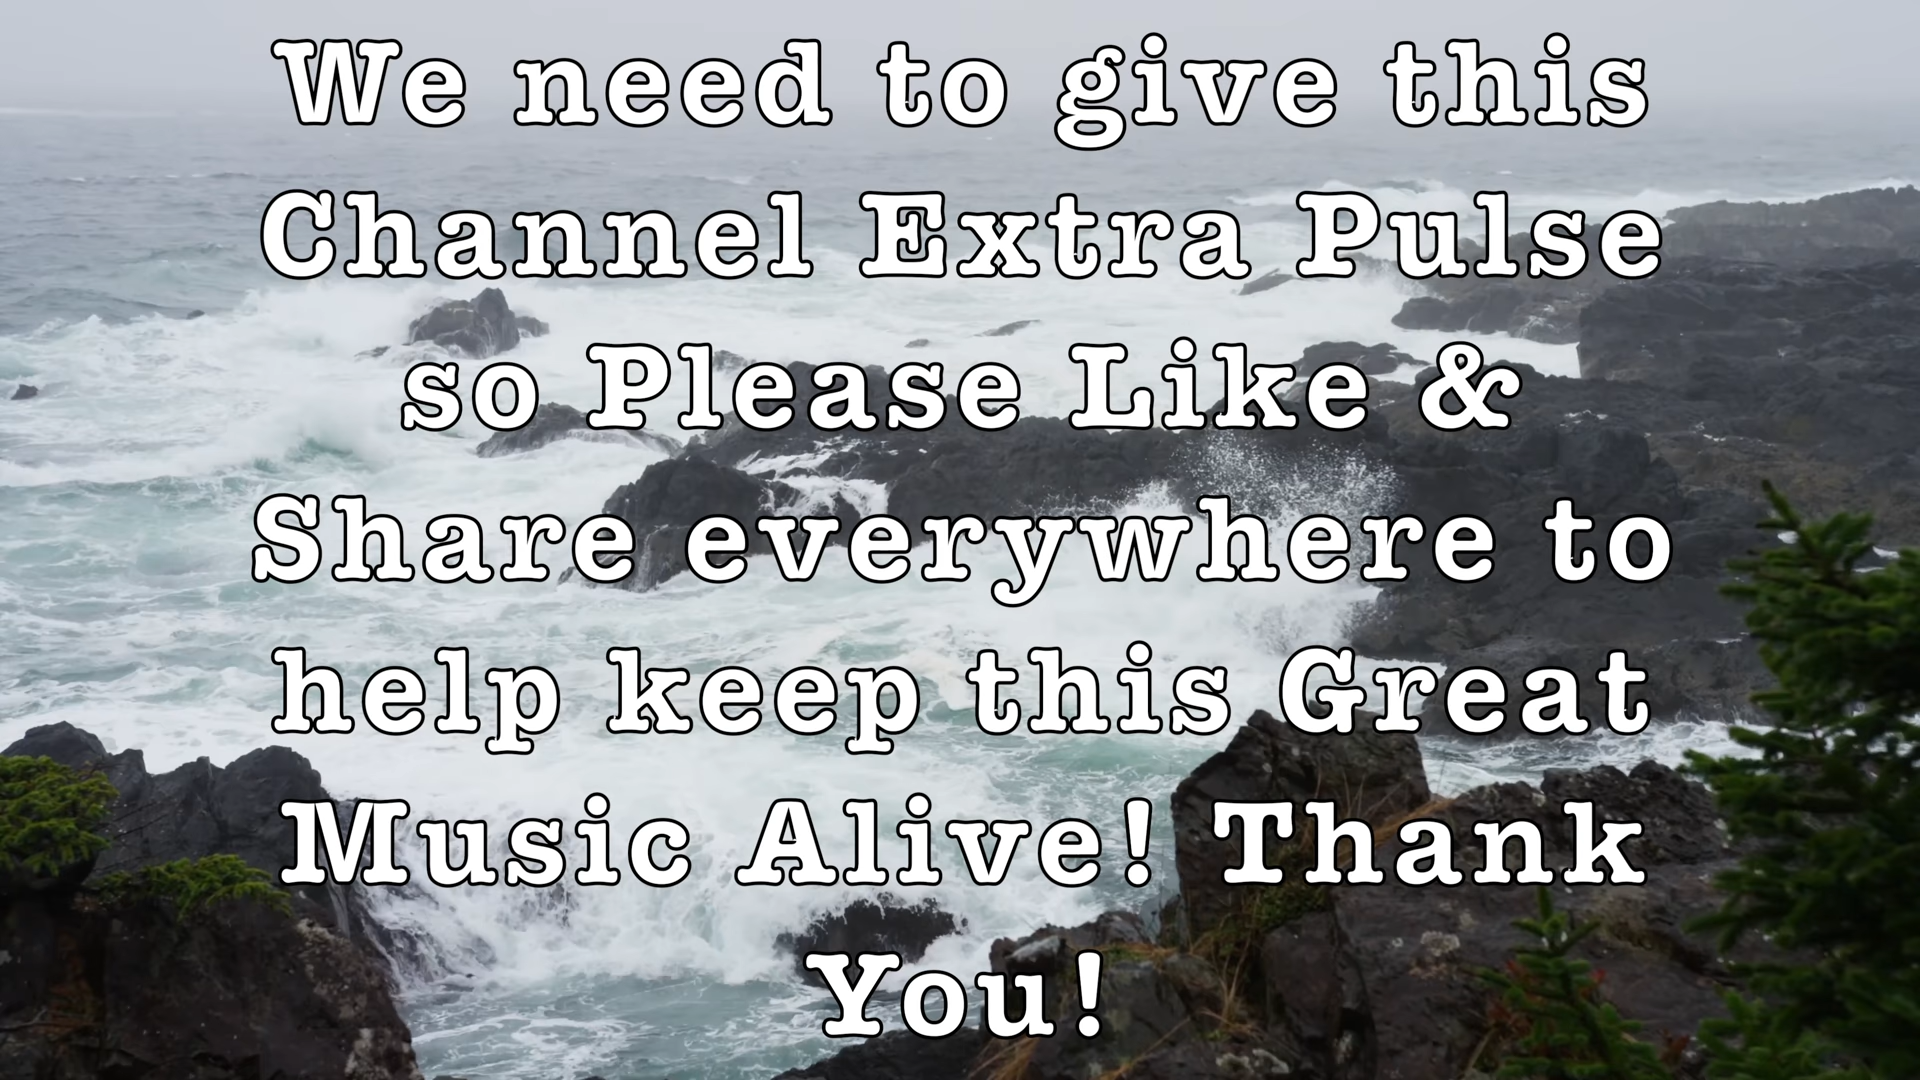 We need to give this
Channel Extra Pulse
so Please Like &
Share everywhere to
help keep this Great
Music Alive! Thank
You!